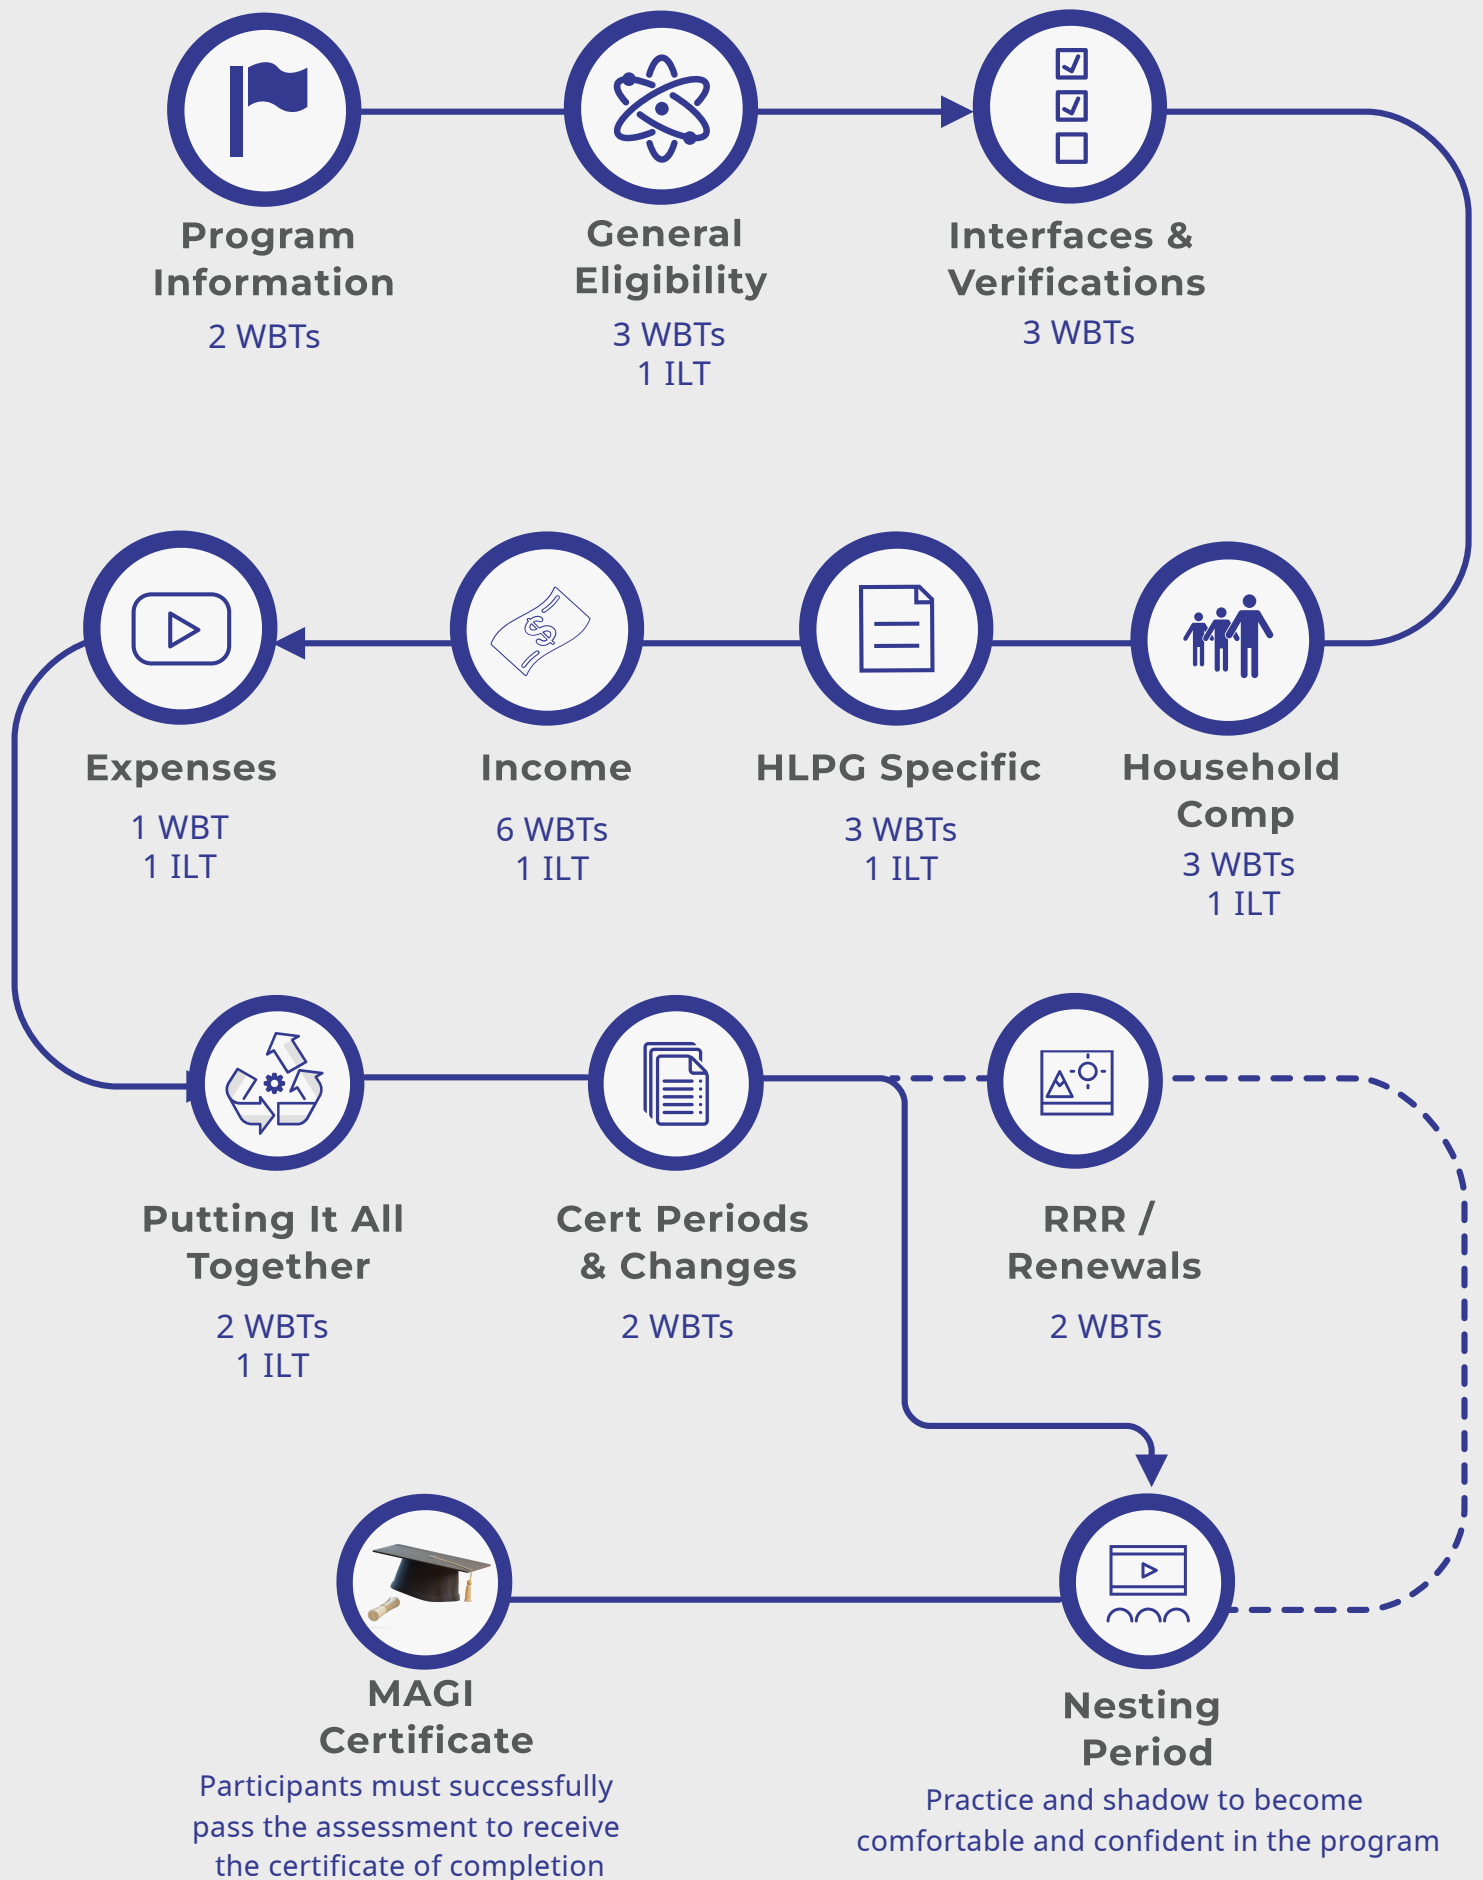 Program
Information
2 WBTs
General
Eligibility
3 WBTs
1 ILT
Interfaces &
Verifications
3 WBTs
Household
Comp
3 WBTs
1 ILT
HLPG Specific
3 WBTs
1 ILT
Income
6 WBTs
1 ILT
Expenses
1 WBT
1 ILT
Putting It All
Together
2 WBTs
1 ILT
Cert Periods
& Changes
2 WBTs
RRR /
Renewals
2 WBTs
Nesting
Period
Practice and shadow to become
comfortable and confident in the program
MAGI
Certificate
Participants must successfully
pass the assessment to receive
the certificate of completion